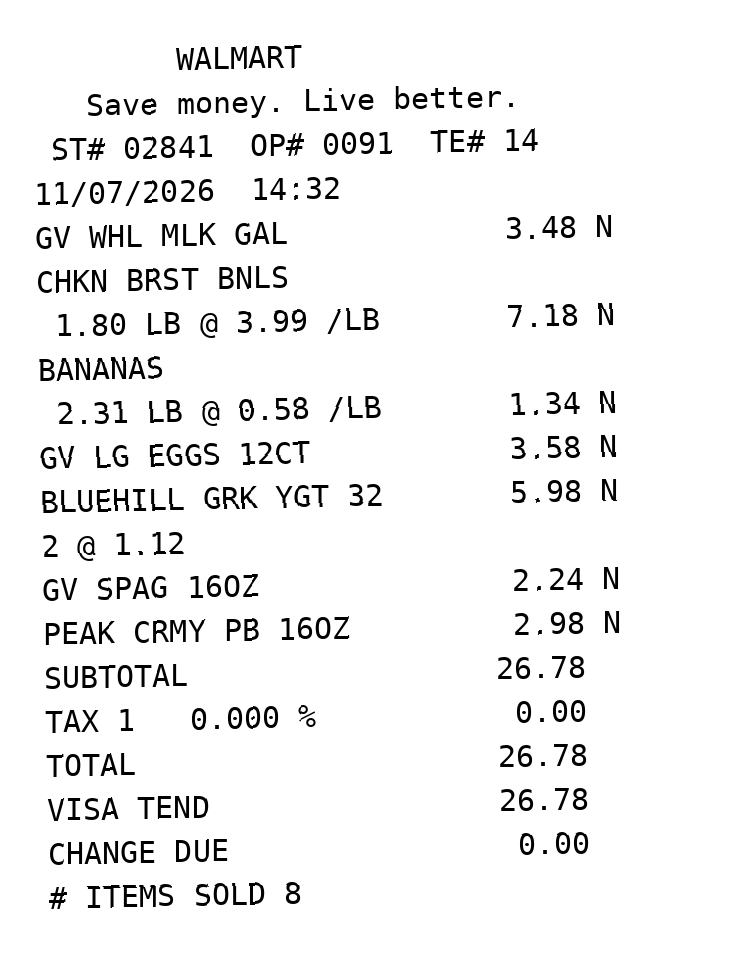 WALMART
Save money. Live better.
ST# 02841 OP# 0091 TE# 14
11/07/2026 14:32
GV WHL MLK GAL 3.48 N
CHKN BRST BNLS
1.80 LB @ 3.99 /LB 7.18 N
BANANAS
2.31 LB @ 0.58 /LB 1.34 N
GV LG EGGS 12CT 3.58 N
BLUEHILL GRK YGT 32 5.98 N
2 @ 1.12
GV SPAG 16OZ 2.24 N
PEAK CRMY PB 16OZ 2.98 N
SUBTOTAL 26.78
TAX 1 0.000 % 0.00
TOTAL 26.78
VISA TEND 26.78
CHANGE DUE 0.00
# ITEMS SOLD 8